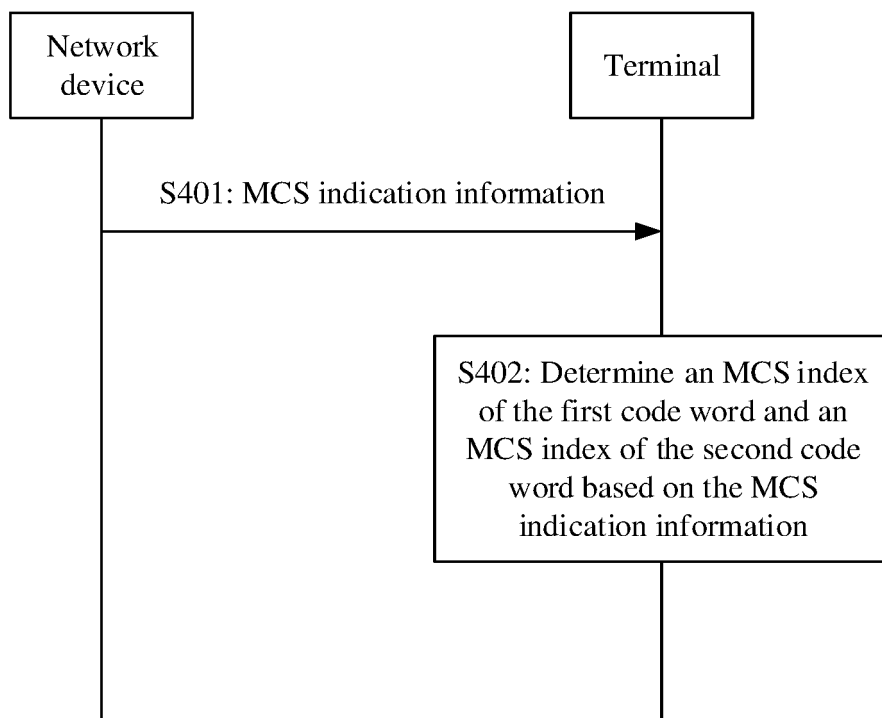 Network
device
Terminal
S401: MCS indication information
S402: Determine an MCS index
of the first code word and an
MCS index of the second code
word based on the MCS
indication information